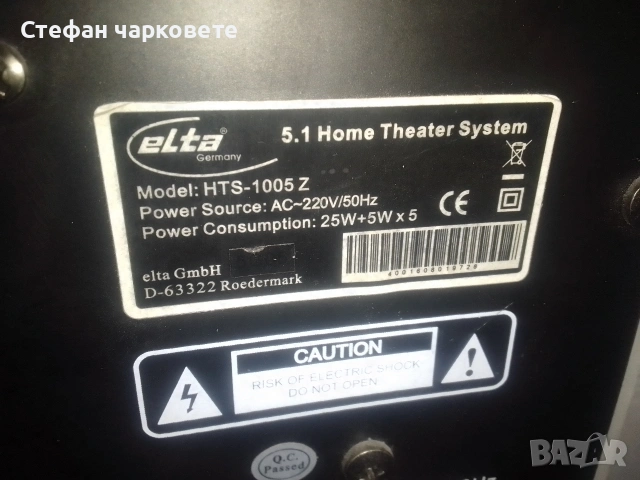 Стефан чарковете
elta®
Germany
5.1 Home Theater System
Model: HTS-1005 Z
Power Source: AC~220V/50Hz
Power Consumption: 25W+5W x 5
CE
elta GmbH
D-63322 Roedermark
4001608019728
CAUTION
RISK OF ELECTRIC SHOCK
DO NOT OPEN
Q.C.
Passed
BAZAR